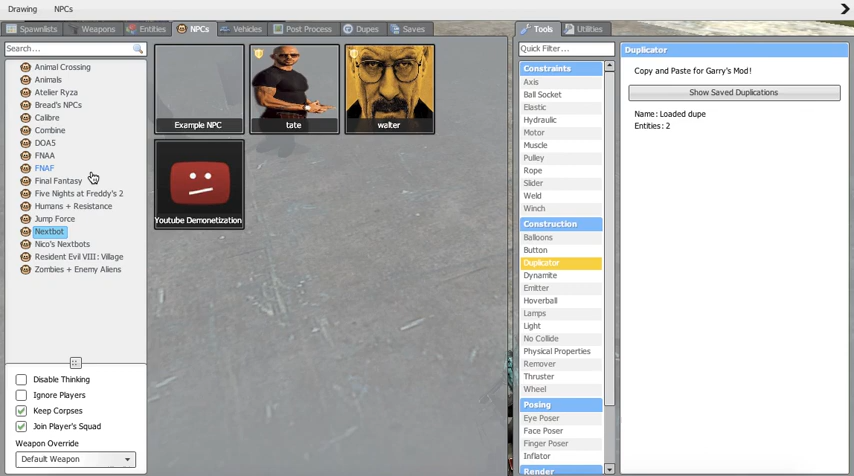 Drawing NPCs
Spawnlists Weapons Entities NPCs Vehicles Post Process Dupes Saves
Search...
Animal Crossing
Animals
Atelier Ryza
Bread's NPCs
Calibre
Combine
DOA5
FNAA
FNAF
Final Fantasy
Five Nights at Freddy's 2
Humans + Resistance
Jump Force
Nextbot
Nico's Nextbots
Resident Evil VIII: Village
Zombies + Enemy Aliens
Disable Thinking
Ignore Players
Keep Corpses
Join Player's Squad
Weapon Override
Default Weapon
Example NPC
tate
walter
Youtube Demonetization
Tools Utilities
Quick Filter...
Constraints
Axis
Ball Socket
Elastic
Hydraulic
Motor
Muscle
Pulley
Rope
Slider
Weld
Winch
Construction
Balloons
Button
Duplicator
Dynamite
Emitter
Hoverball
Lamps
Light
No Collide
Physical Properties
Remover
Thruster
Wheel
Posing
Eye Poser
Face Poser
Finger Poser
Inflator
Render
Duplicator
Copy and Paste for Garry's Mod!
Show Saved Duplications
Name: Loaded dupe
Entities: 2